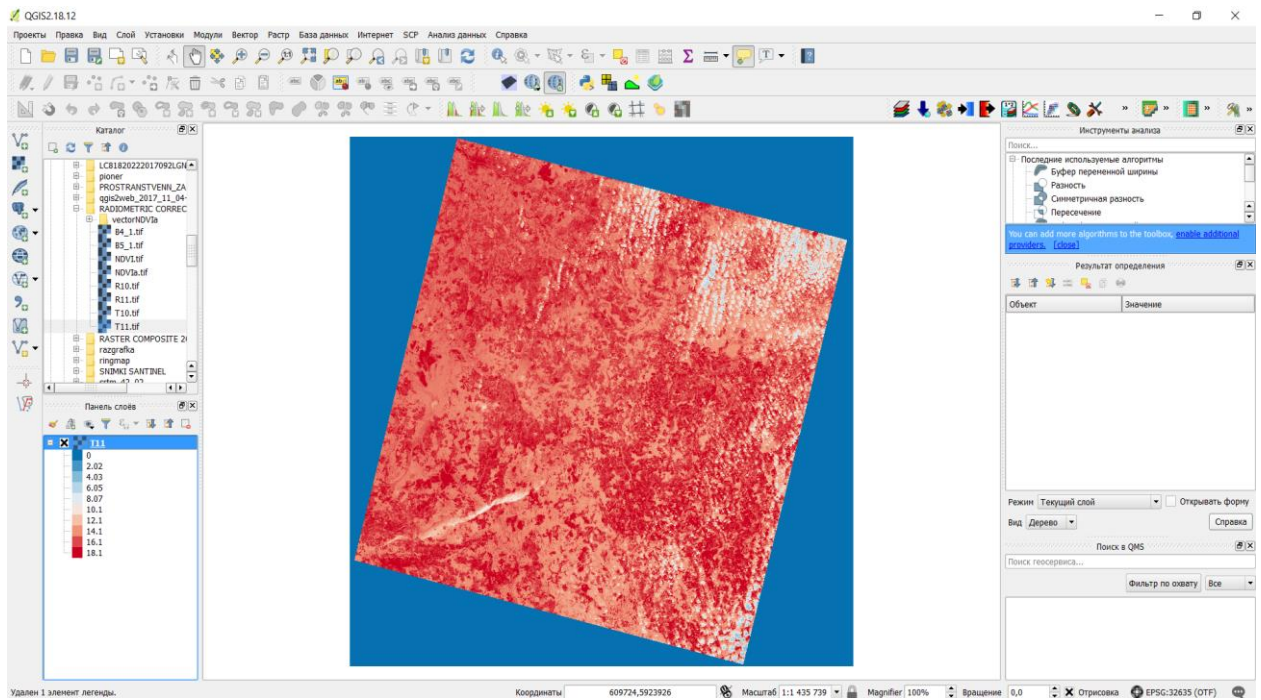 QGIS2.18.12
Проекты Правка Вид Слой Установки Модули Вектор Растр База данных Интернет SCP Анализ данных Справка
Каталог
LC81820222017092LGN
pioner
PROSTRANSTVENN_ZA
qgis2web_2017_11_04-
RADIOMETRIC CORREC
vectorNDVIa
B4_1.tif
B5_1.tif
NDVI.tif
NDVIa.tif
R10.tif
R11.tif
T10.tif
T11.tif
RASTER COMPOSITE 2
razgrafka
ringmap
SNIMKI SANTINEL
Панель слоёв
T11
0
2.02
4.03
6.05
8.07
10.1
12.1
14.1
16.1
18.1
Инструменты анализа
Поиск...
Последние используемые алгоритмы
Буфер переменной ширины
Разность
Симметричная разность
Пересечение
You can add more algorithms to the toolbox, enable additional
providers. [close]
Результат определения
Объект Значение
Режим Текущий слой Открывать форму
Вид Дерево Справка
Поиск в QMS
Поиск геосервиса...
Фильтр по охвату Все
Удален 1 элемент легенды. Координаты 609724,5923926 Масштаб 1:1 435 739 Magnifier 100% Вращение 0,0 Отрисовка EPSG:32635 (OTF)